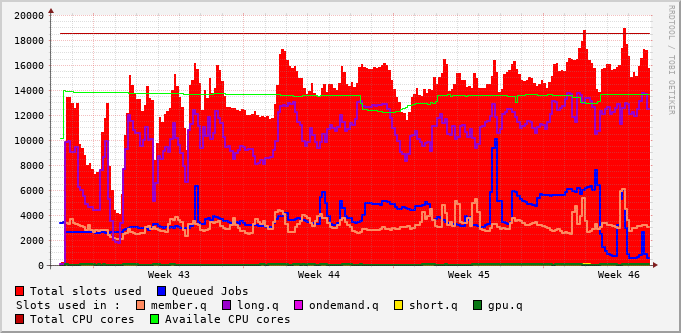 20000
18000
16000
14000
12000
10000
8000
6000
4000
2000
0
Week 43 Week 44 Week 45 Week 46
Total slots used Queued Jobs
Slots used in : member.q long.q ondemand.q short.q gpu.q
Total CPU cores Availale CPU cores
RRDTOOL / TOBI OETIKER